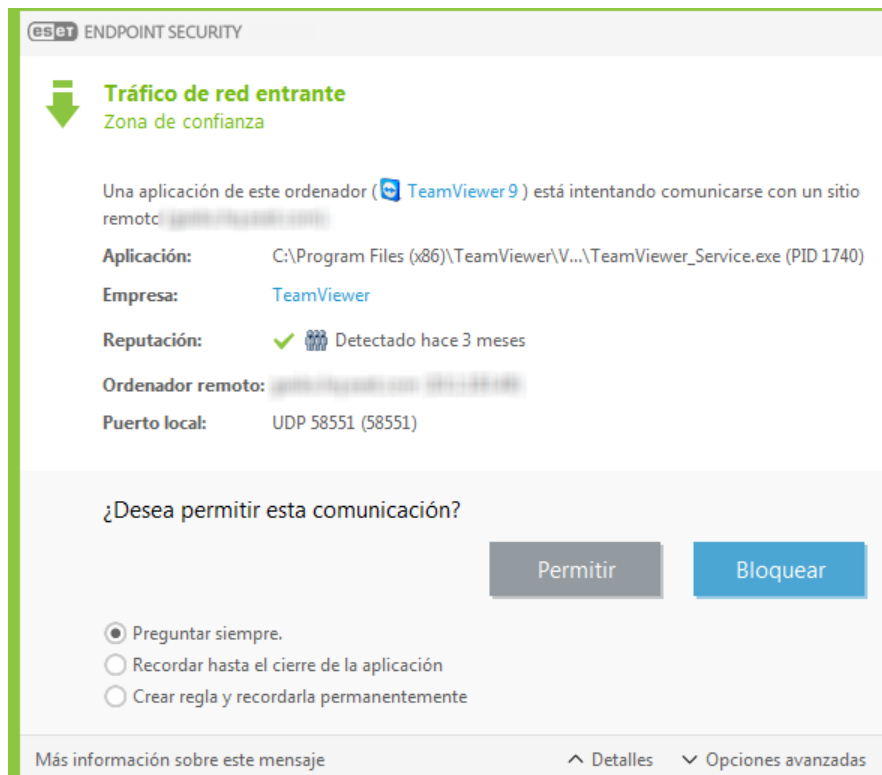 eset ENDPOINT SECURITY
Tráfico de red entrante
Zona de confianza
Una aplicación de este ordenador ( TeamViewer 9 ) está intentando comunicarse con un sitio
remoto
Aplicación: C:\Program Files (x86)\TeamViewer\V...\TeamViewer_Service.exe (PID 1740)
Empresa: TeamViewer
Reputación: Detectado hace 3 meses
Ordenador remoto:
Puerto local: UDP 58551 (58551)
¿Desea permitir esta comunicación?
Permitir Bloquear
Preguntar siempre.
Recordar hasta el cierre de la aplicación
Crear regla y recordarla permanentemente
Más información sobre este mensaje Detalles Opciones avanzadas